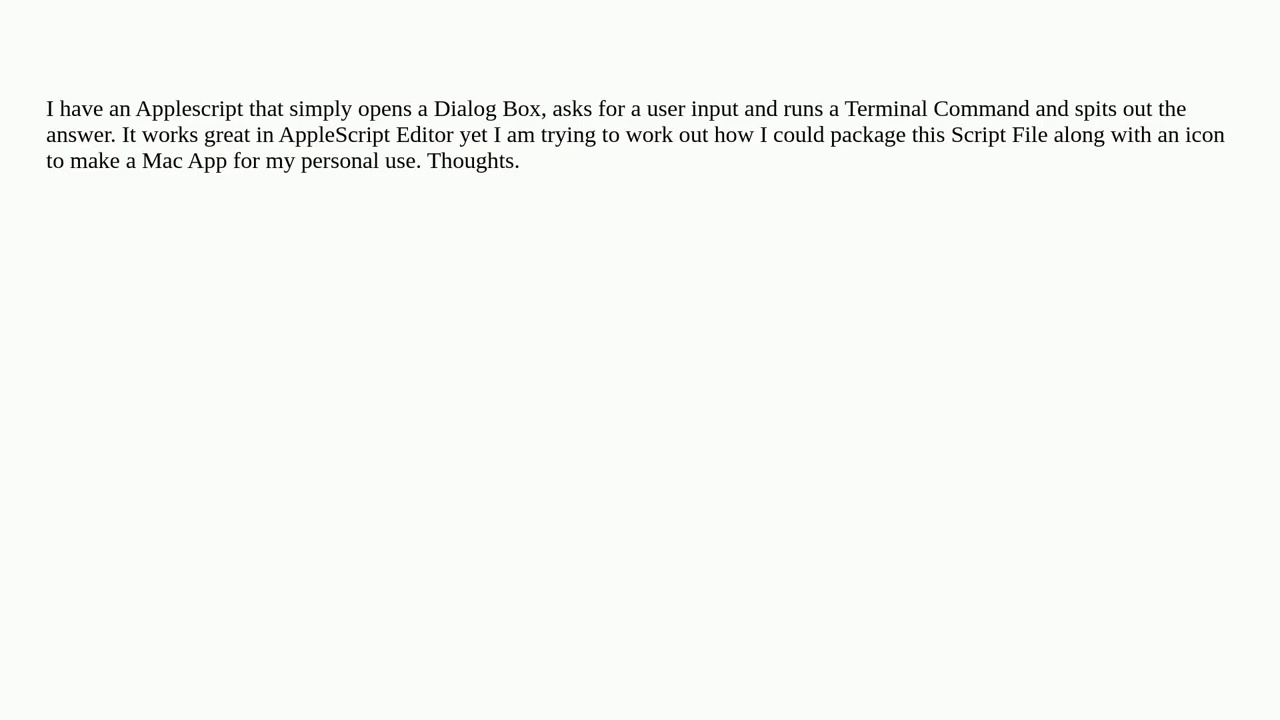 I have an Applescript that simply opens a Dialog Box, asks for a user input and runs a Terminal Command and spits out the
answer. It works great in AppleScript Editor yet I am trying to work out how I could package this Script File along with an icon
to make a Mac App for my personal use. Thoughts.